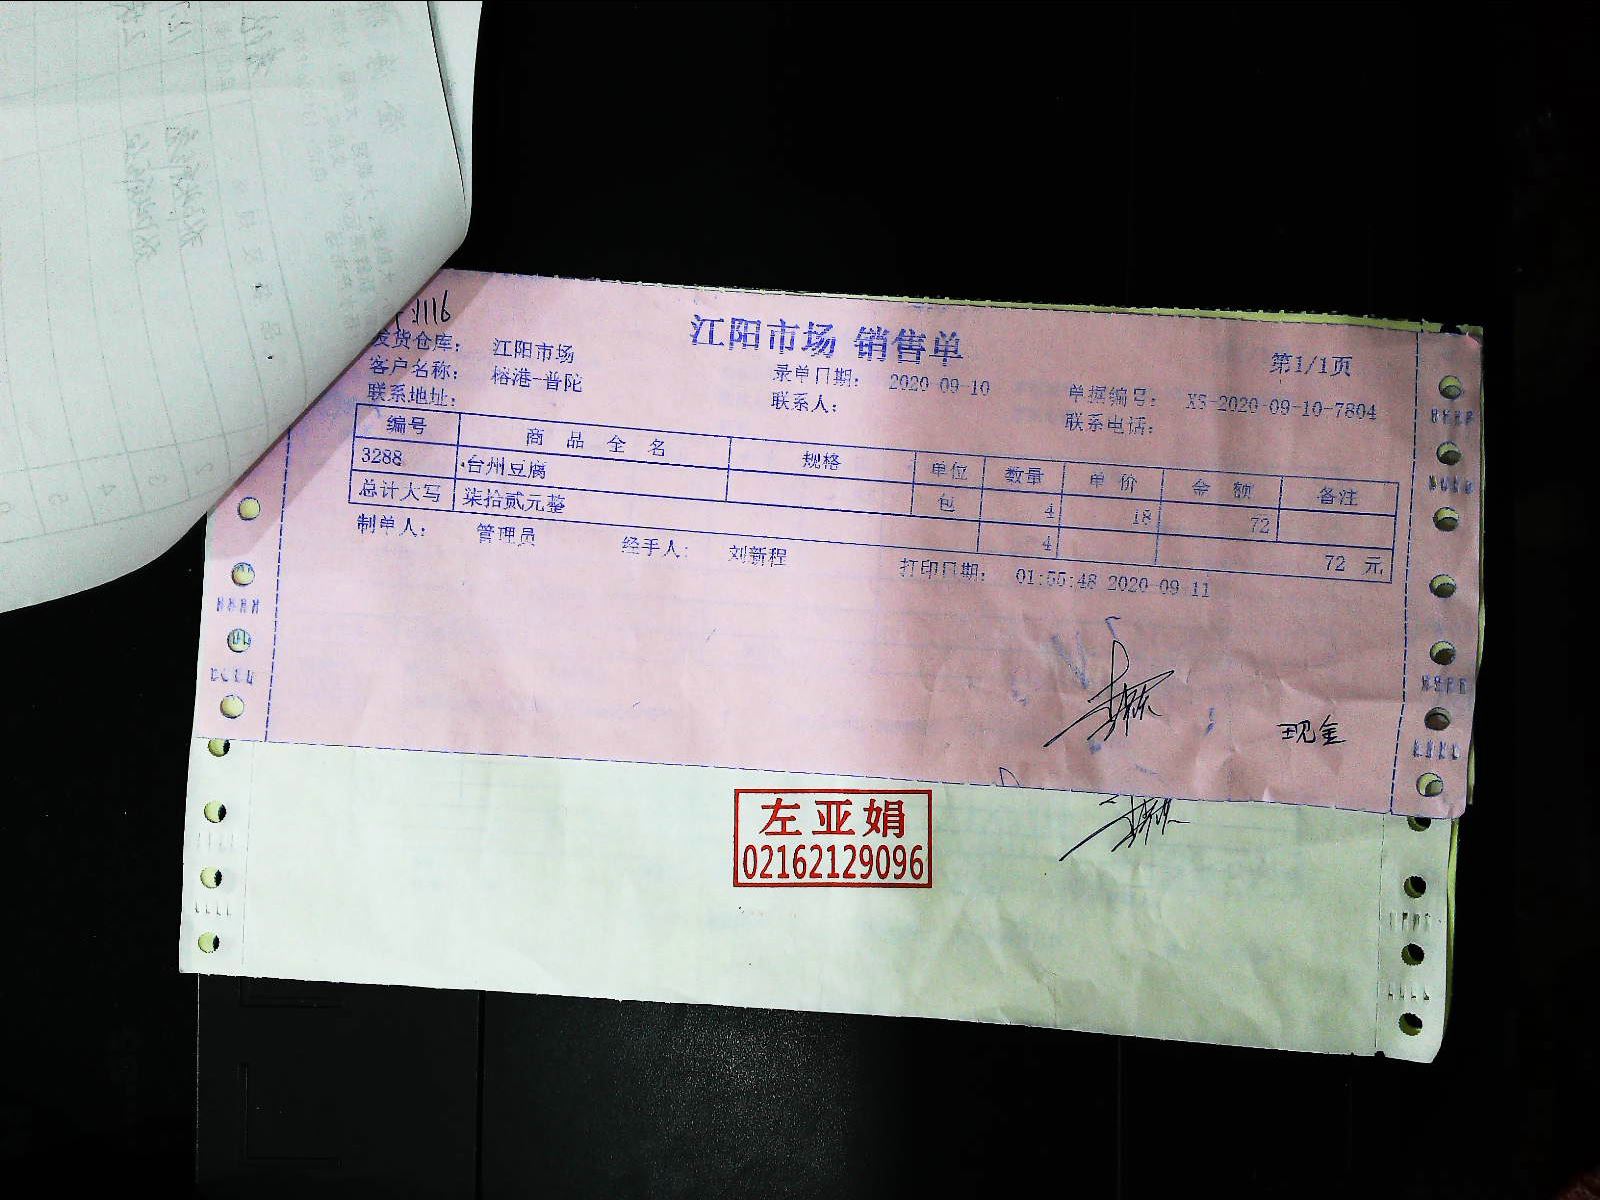 1116
江阳市场 销售单
第1/1页
发货仓库： 江阳市场
录单日期： 2020-09-10
单据编号： XS-2020-09-10-7804
客户名称： 榕港-普陀
联系人：
联系电话：
联系地址：
编号 商品全名 规格 单位 数量 单价 金额 备注
3288 .台州豆腐 包 4 18 72
总计大写 柒拾贰元整 4 72 元
制单人： 管理员 经手人： 刘新程 打印日期： 01:55:48 2020-09-11
现金
左亚娟
02162129096